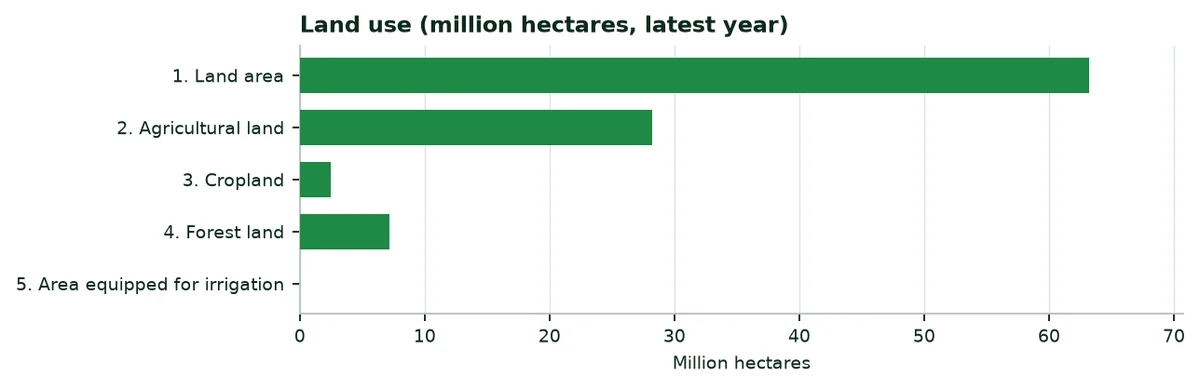 Land use (million hectares, latest year)
1. Land area
2. Agricultural land
3. Cropland
4. Forest land
5. Area equipped for irrigation
0 10 20 30 40 50 60 70
Million hectares